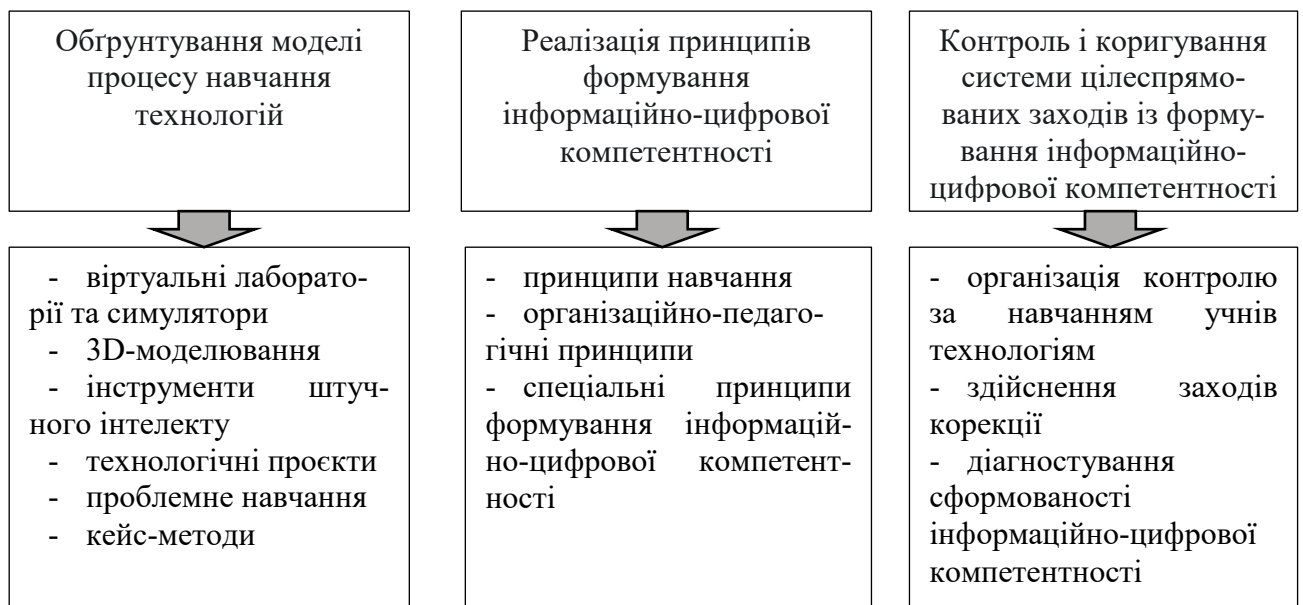 Обґрунтування моделі
процесу навчання
технологій
Реалізація принципів
формування
інформаційно-цифрової
компетентності
Контроль і коригування
системи цілеспрямо-
ваних заходів із форму-
вання інформаційно-
цифрової компетентності
- віртуальні лаборато-
рії та симулятори
- 3D-моделювання
- інструменти штуч-
ного інтелекту
- технологічні проєкти
- проблемне навчання
- кейс-методи
- принципи навчання
- організаційно-педаго-
гічні принципи
- спеціальні принципи
формування інформацій-
но-цифрової компетент-
ності
- організація контролю
за навчанням учнів
технологіям
- здійснення заходів
корекції
- діагностування
сформованості
інформаційно-цифрової
компетентності